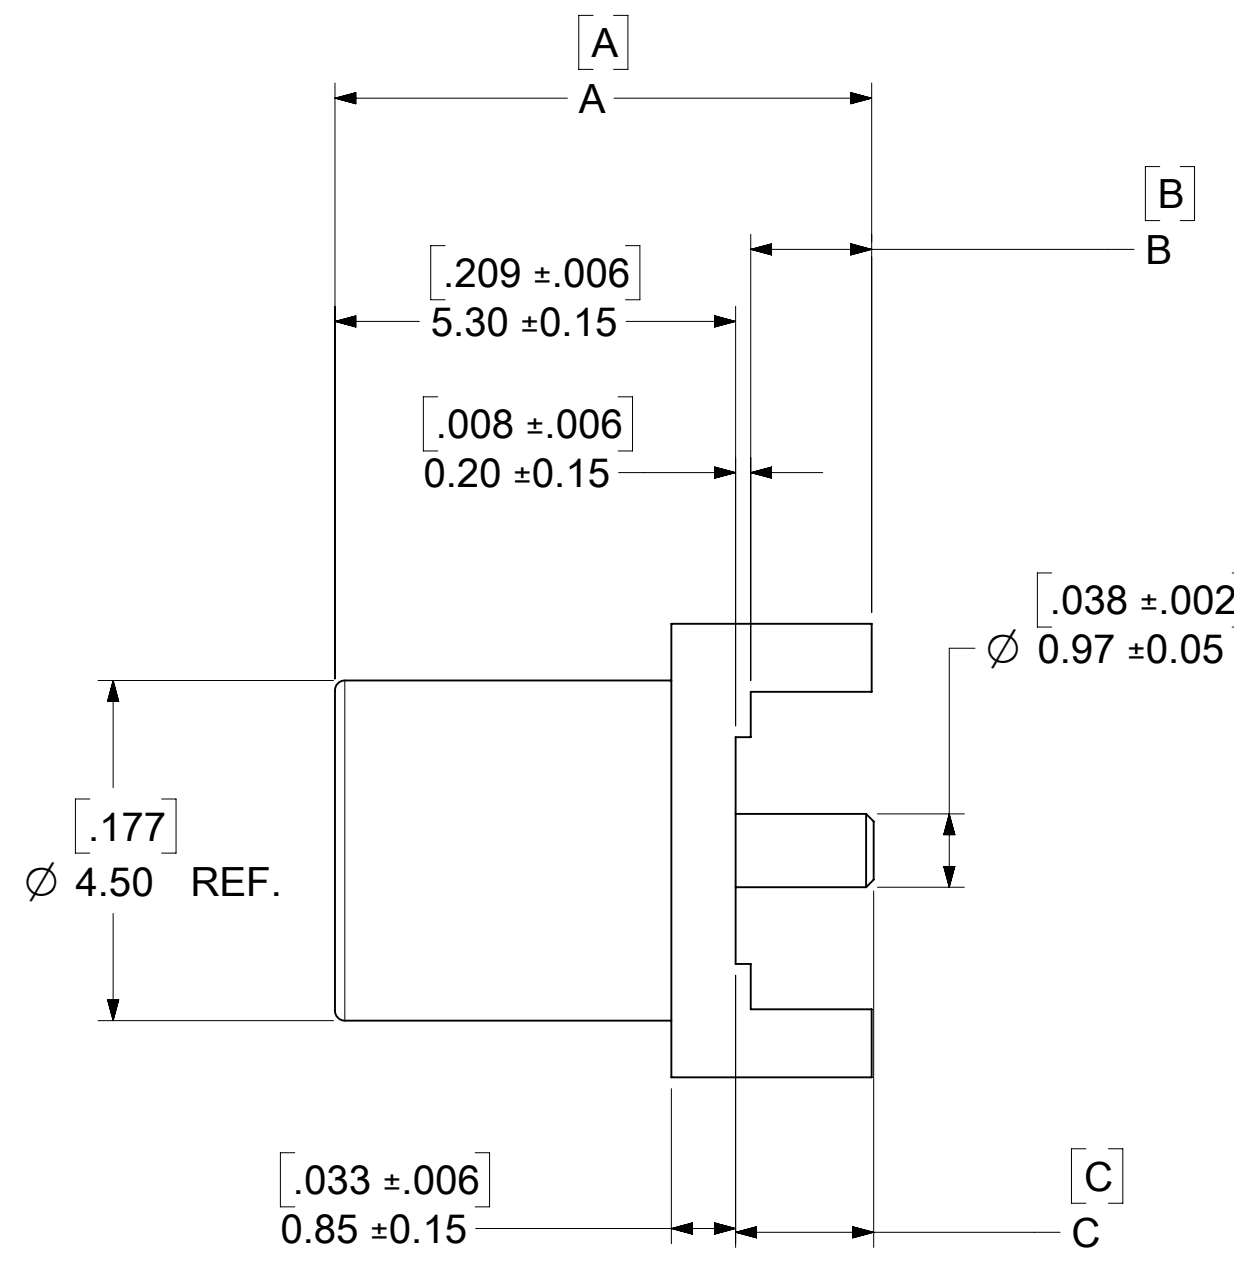 [A]
A
[B]
B
[.209 ±.006]
5.30 ±0.15
[.008 ±.006]
0.20 ±0.15
[.038 ±.002]
∅ 0.97 ±0.05
[.177]
∅ 4.50 REF.
[.033 ±.006]
0.85 ±0.15
[C]
C